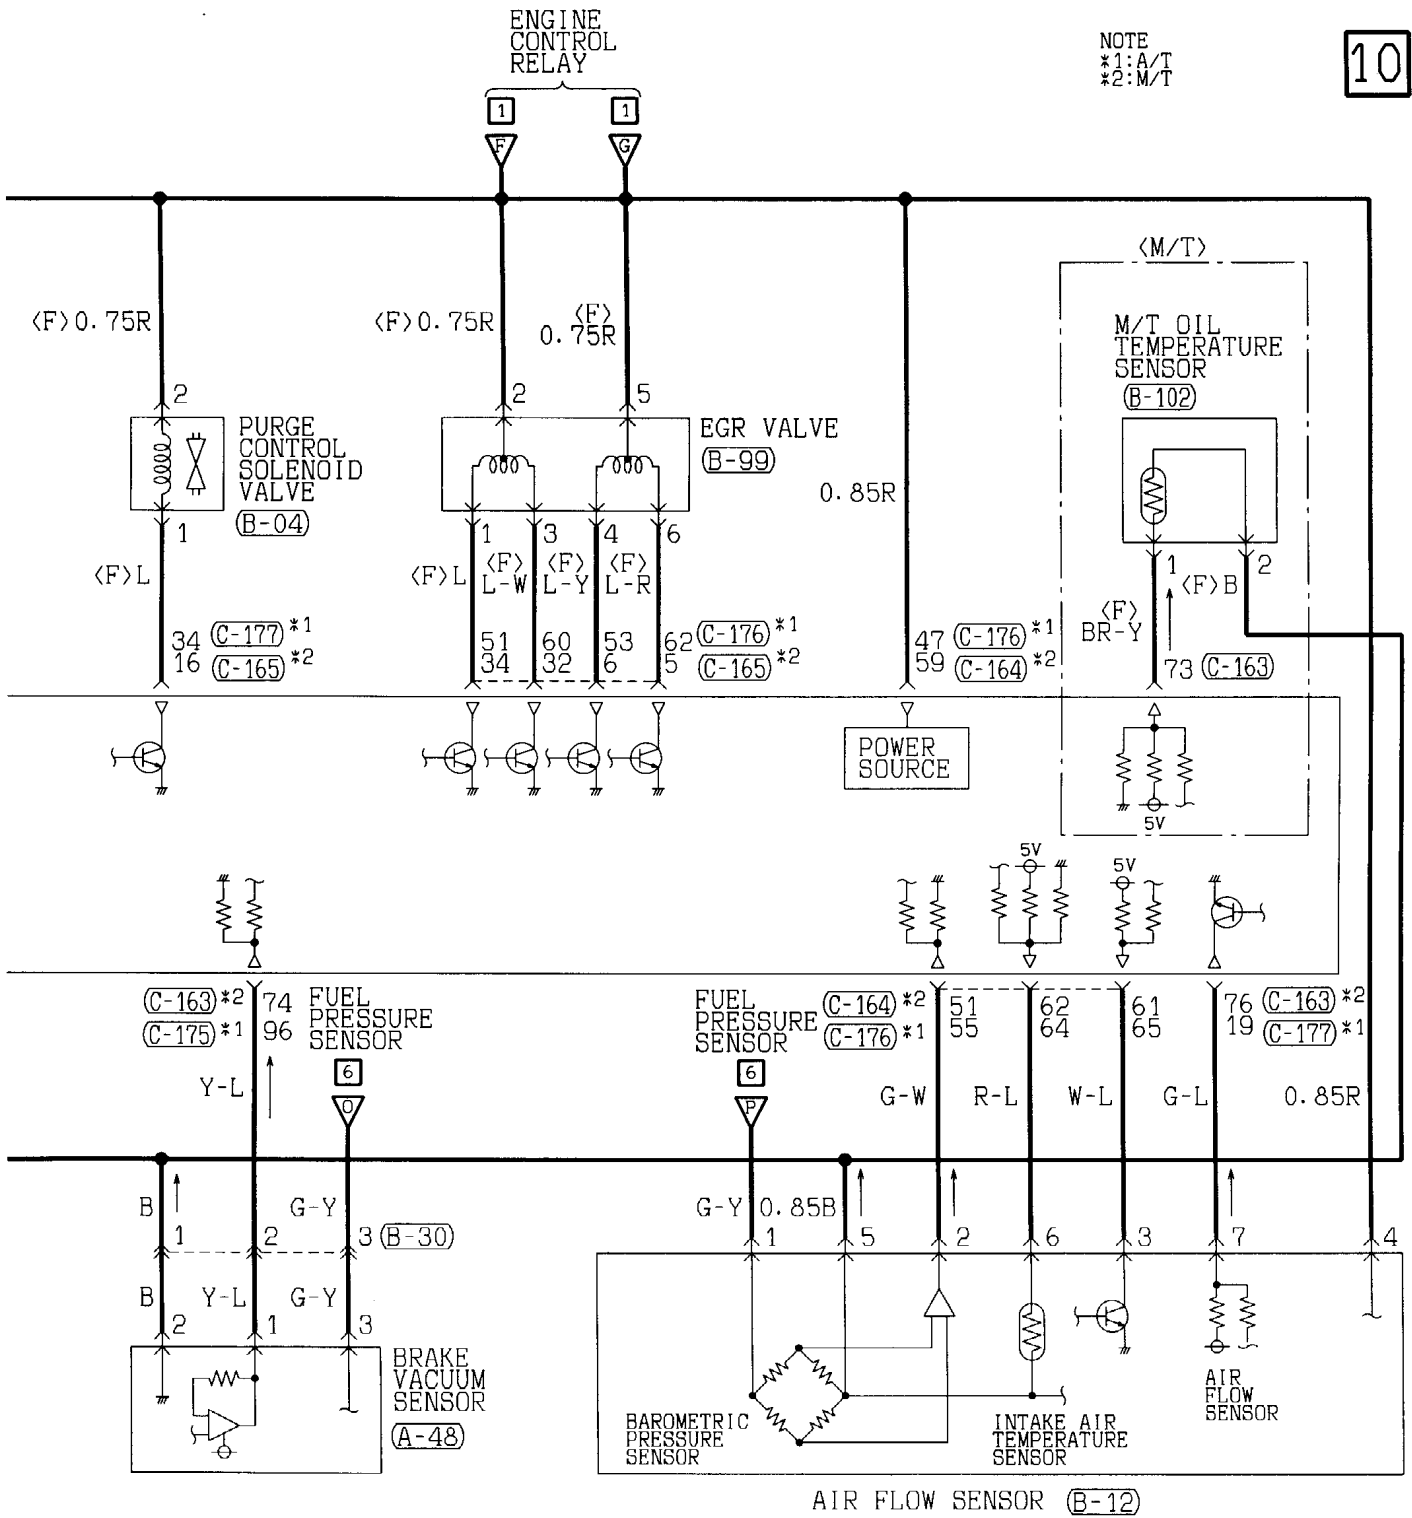 ENGINE
CONTROL
RELAY
NOTE
*1:A/T
*2:M/T
10
1
1
F
G
<M/T>
<F>0.75R
<F>0.75R
<F>
0.75R
M/T OIL
TEMPERATURE
SENSOR
B-102
2
2
5
PURGE
CONTROL
SOLENOID
VALVE
B-04
EGR VALVE
B-99
0.85R
1
1
3
4
6
1
2
<F>L
<F>L
<F>
L-W
<F>
L-Y
<F>
L-R
<F>B
<F>
BR-Y
34 C-177 *1
16 C-165 *2
51 60 53 62 C-176 *1
34 32 6 5 C-165 *2
47 C-176 *1
59 C-164 *2
73 C-163
POWER
SOURCE
5V
5V
5V
C-163 *2 74
C-175 *1 96
FUEL
PRESSURE
SENSOR
6
O
FUEL
PRESSURE
SENSOR
6
P
C-164 *2 51 62 61
C-176 *1 55 64 65
76 C-163 *2
19 C-177 *1
Y-L
G-W
R-L
W-L
G-L
0.85R
B
G-Y
G-Y
0.85B
1
2
3 B-30
1
5
2
6
3
7
4
B
Y-L
G-Y
2
1
3
BRAKE
VACUUM
SENSOR
A-48
BAROMETRIC
PRESSURE
SENSOR
INTAKE AIR
TEMPERATURE
SENSOR
AIR
FLOW
SENSOR
AIR FLOW SENSOR B-12